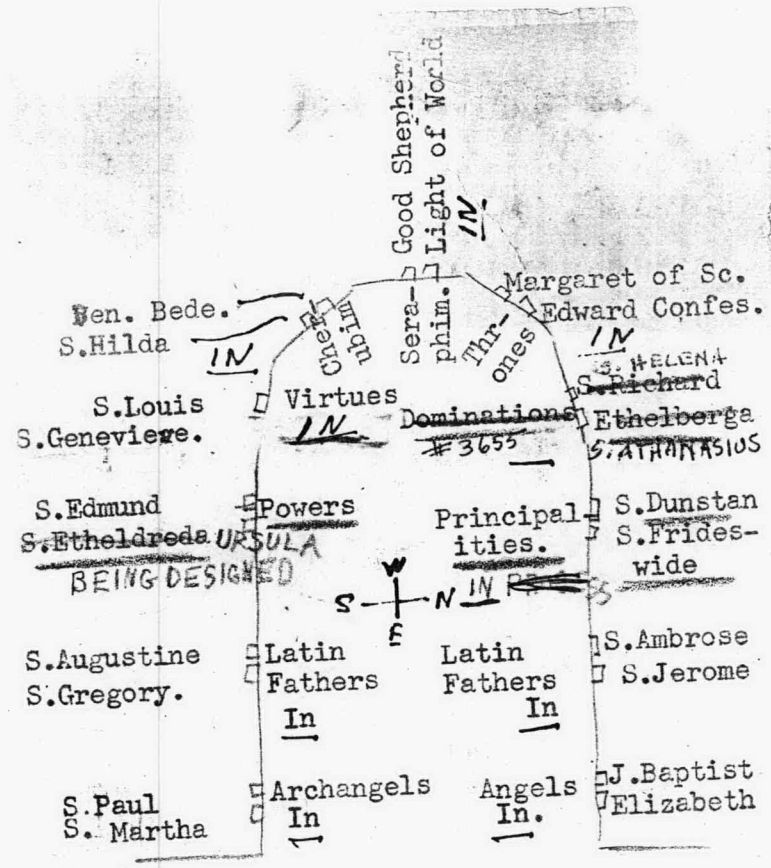 Good Shepherd
Light of World
IN
Ven. Bede.
S.Hilda
IN
Cher-
ubim
Sera-
phim.
Thr-
ones
Margaret of Sc.
Edward Confes.
IN
S. HELENA
S.Richard
Ethelberga
S. ATHANASIUS
S.Louis
S.Genevieve.
Virtues
IN
Dominations
#3655
S.Edmund
S.Etheldreda URSULA
BEING DESIGNED
Powers
Principal-
ities.
IN
S.Dunstan
S.Frides-
wide
W
S N
E
S.Augustine
S.Gregory.
Latin
Fathers
In
Latin
Fathers
In
S.Ambrose
S.Jerome
S.Paul
S. Martha
Archangels
In
Angels
In.
J.Baptist
Elizabeth